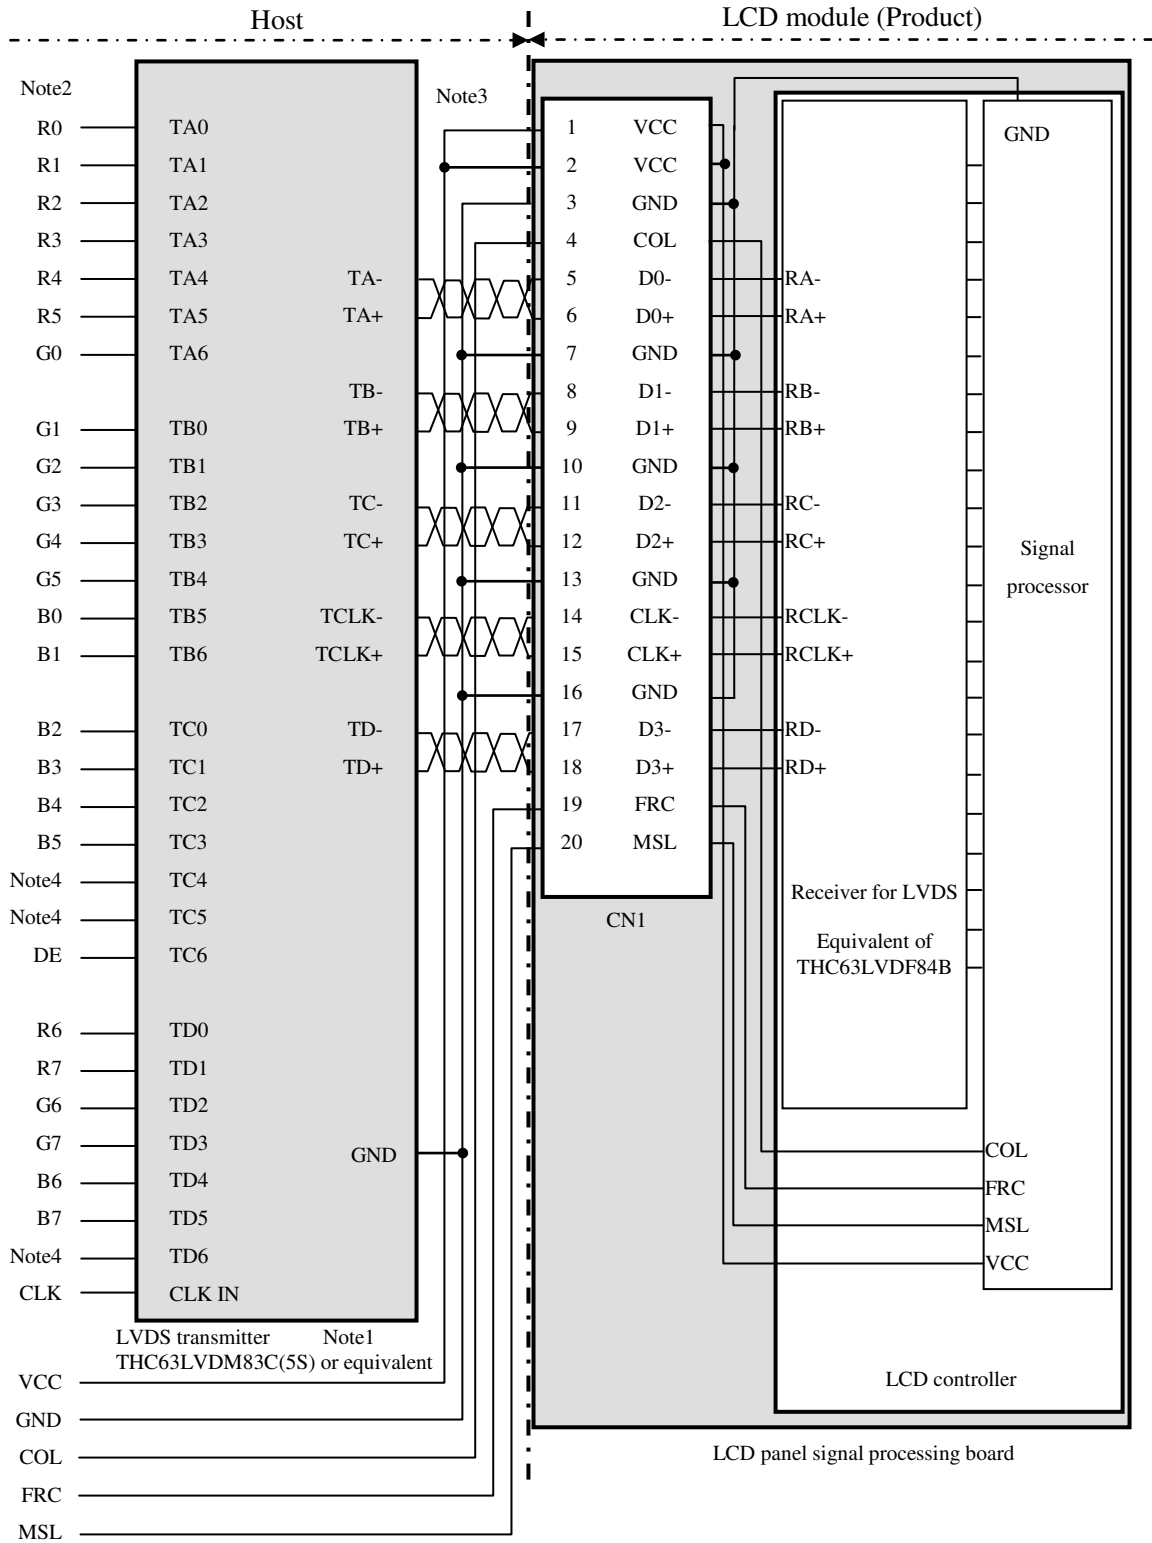 Host
LCD module (Product)
Note2
Note3
R0 TA0
R1 TA1
R2 TA2
R3 TA3
R4 TA4 TA-
R5 TA5 TA+
G0 TA6
TB-
G1 TB0 TB+
G2 TB1
G3 TB2 TC-
G4 TB3 TC+
G5 TB4
B0 TB5 TCLK-
B1 TB6 TCLK+
B2 TC0 TD-
B3 TC1 TD+
B4 TC2
B5 TC3
Note4 TC4
Note4 TC5
DE TC6
R6 TD0
R7 TD1
G6 TD2
G7 TD3 GND
B6 TD4
B7 TD5
Note4 TD6
CLK CLK IN
LVDS transmitter Note1
THC63LVDM83C(5S) or equivalent
VCC
GND
COL
FRC
MSL
1 VCC
2 VCC
3 GND
4 COL
5 D0- RA-
6 D0+ RA+
7 GND
8 D1- RB-
9 D1+ RB+
10 GND
11 D2- RC-
12 D2+ RC+
13 GND
14 CLK- RCLK-
15 CLK+ RCLK+
16 GND
17 D3- RD-
18 D3+ RD+
19 FRC
20 MSL
CN1
Receiver for LVDS
Equivalent of
THC63LVDF84B
GND
Signal
processor
COL
FRC
MSL
VCC
LCD controller
LCD panel signal processing board